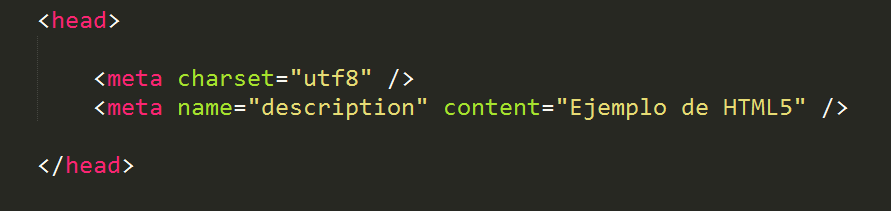 <head>
<meta charset="utf8" />
<meta name="description" content="Ejemplo de HTML5" />
</head>